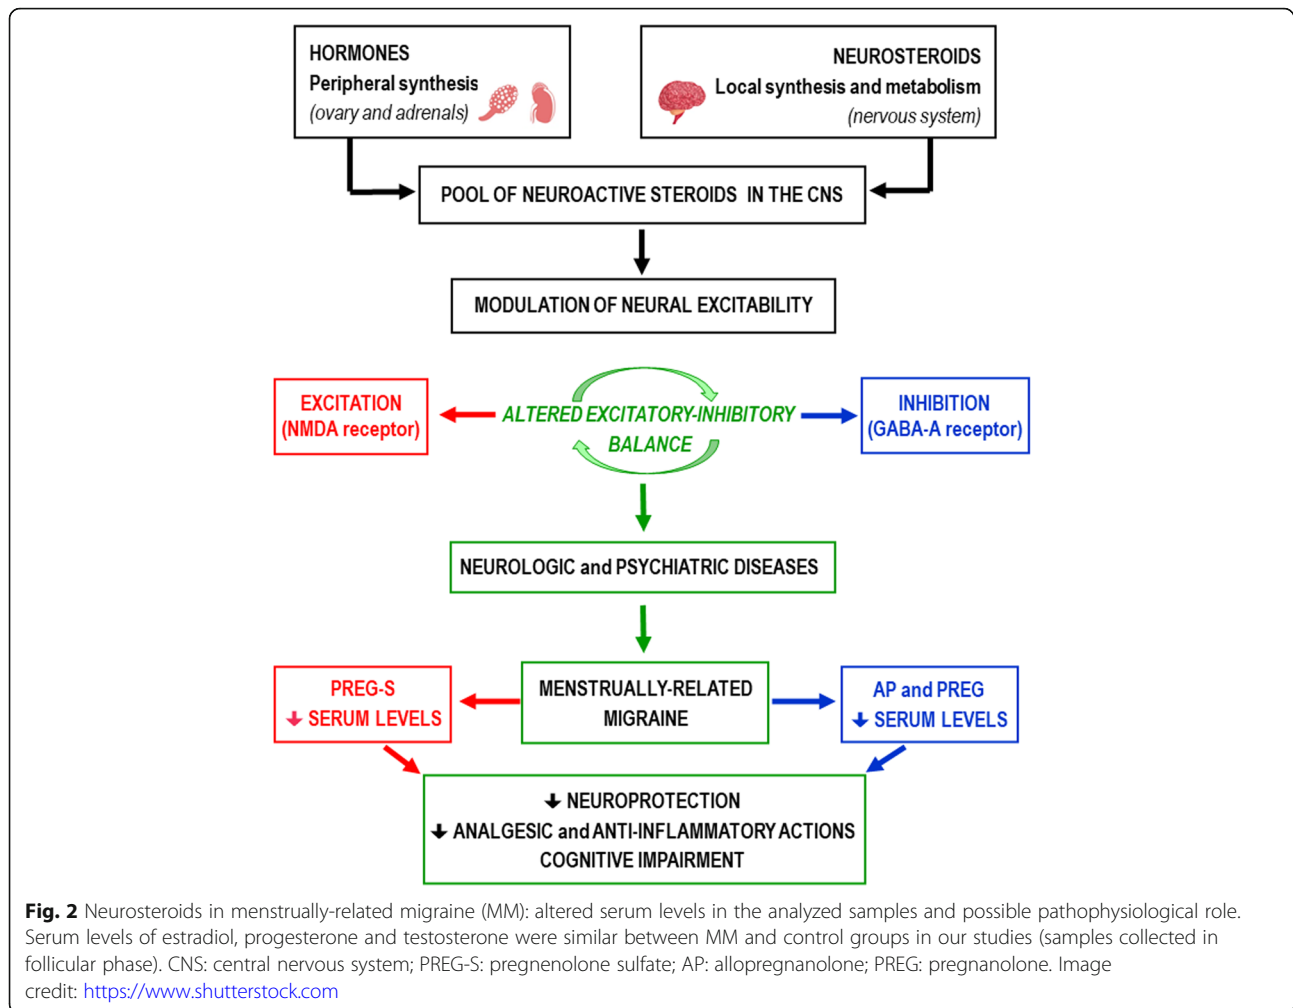 HORMONES
Peripheral synthesis
(ovary and adrenals)
NEUROSTEROIDS
Local synthesis and metabolism
(nervous system)
POOL OF NEUROACTIVE STEROIDS IN THE CNS
MODULATION OF NEURAL EXCITABILITY
EXCITATION
(NMDA receptor)
ALTERED EXCITATORY-INHIBITORY
BALANCE
INHIBITION
(GABA-A receptor)
NEUROLOGIC and PSYCHIATRIC DISEASES
PREG-S
↓ SERUM LEVELS
MENSTRUALLY-RELATED
MIGRAINE
AP and PREG
↓ SERUM LEVELS
↓ NEUROPROTECTION
↓ ANALGESIC and ANTI-INFLAMMATORY ACTIONS
COGNITIVE IMPAIRMENT
Fig. 2 Neurosteroids in menstrually-related migraine (MM): altered serum levels in the analyzed samples and possible pathophysiological role.
Serum levels of estradiol, progesterone and testosterone were similar between MM and control groups in our studies (samples collected in
follicular phase). CNS: central nervous system; PREG-S: pregnenolone sulfate; AP: allopregnanolone; PREG: pregnanolone. Image
credit: https://www.shutterstock.com